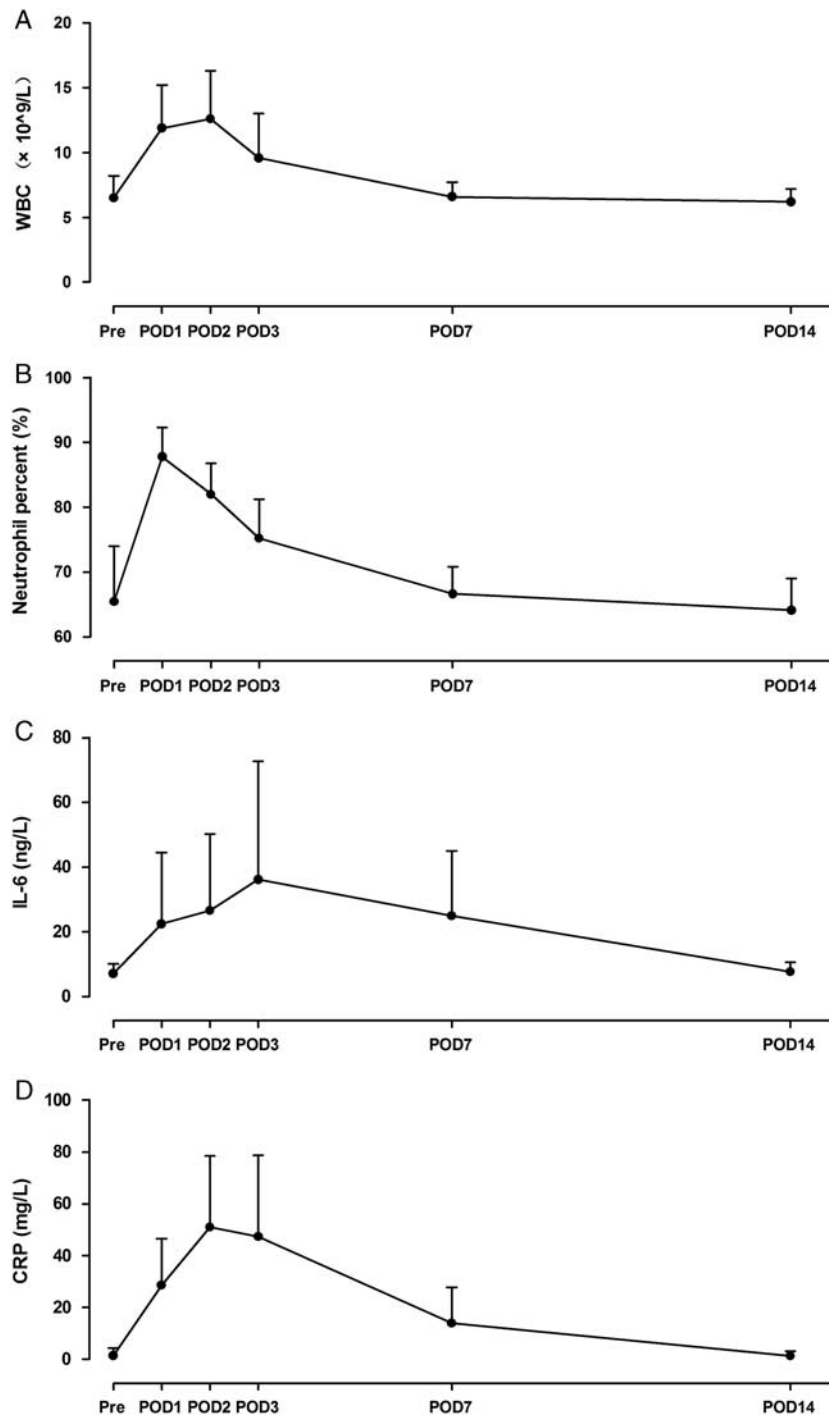 A
WBC （× 10^9/L）
20
15
10
5
0
Pre POD1 POD2 POD3 POD7 POD14
B
Neutrophil percent (%)
100
90
80
70
60
Pre POD1 POD2 POD3 POD7 POD14
C
IL-6 (ng/L)
80
60
40
20
0
Pre POD1 POD2 POD3 POD7 POD14
D
CRP (mg/L)
100
80
60
40
20
0
Pre POD1 POD2 POD3 POD7 POD14